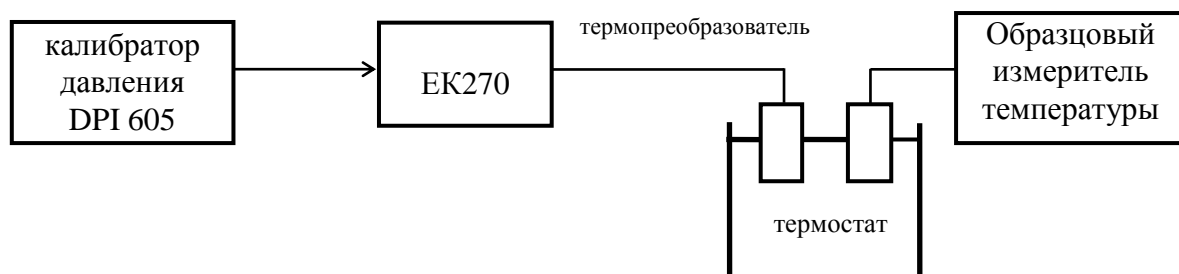 калибратор
давления
DPI 605
ЕК270
термопреобразователь
Образцовый
измеритель
температуры
термостат